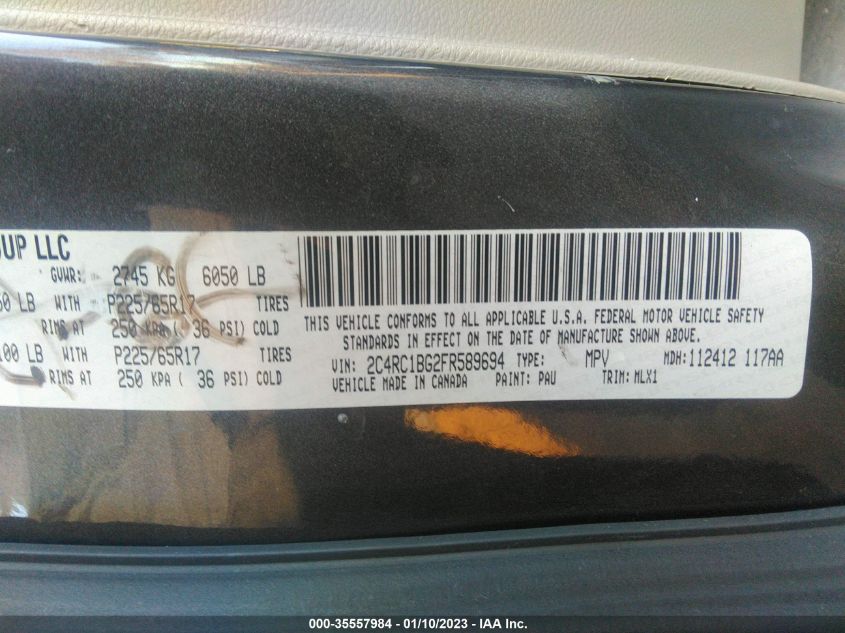 UP LLC
GVWR: 2745 KG 6050 LB
LB WITH P225/65R17 TIRES
RIMS AT 250 KPA ( 36 PSI) COLD
100 LB WITH P225/65R17 TIRES
RIMS AT 250 KPA ( 36 PSI) COLD
THIS VEHICLE CONFORMS TO ALL APPLICABLE U.S.A. FEDERAL MOTOR VEHICLE SAFETY
STANDARDS IN EFFECT ON THE DATE OF MANUFACTURE SHOWN ABOVE.
VIN: 2C4RC1BG2FR589694 TYPE: MPV MDH: 112412 117AA
VEHICLE MADE IN CANADA PAINT: PAU TRIM: MLX1
000-35557984 - 01/10/2023 - IAA Inc.